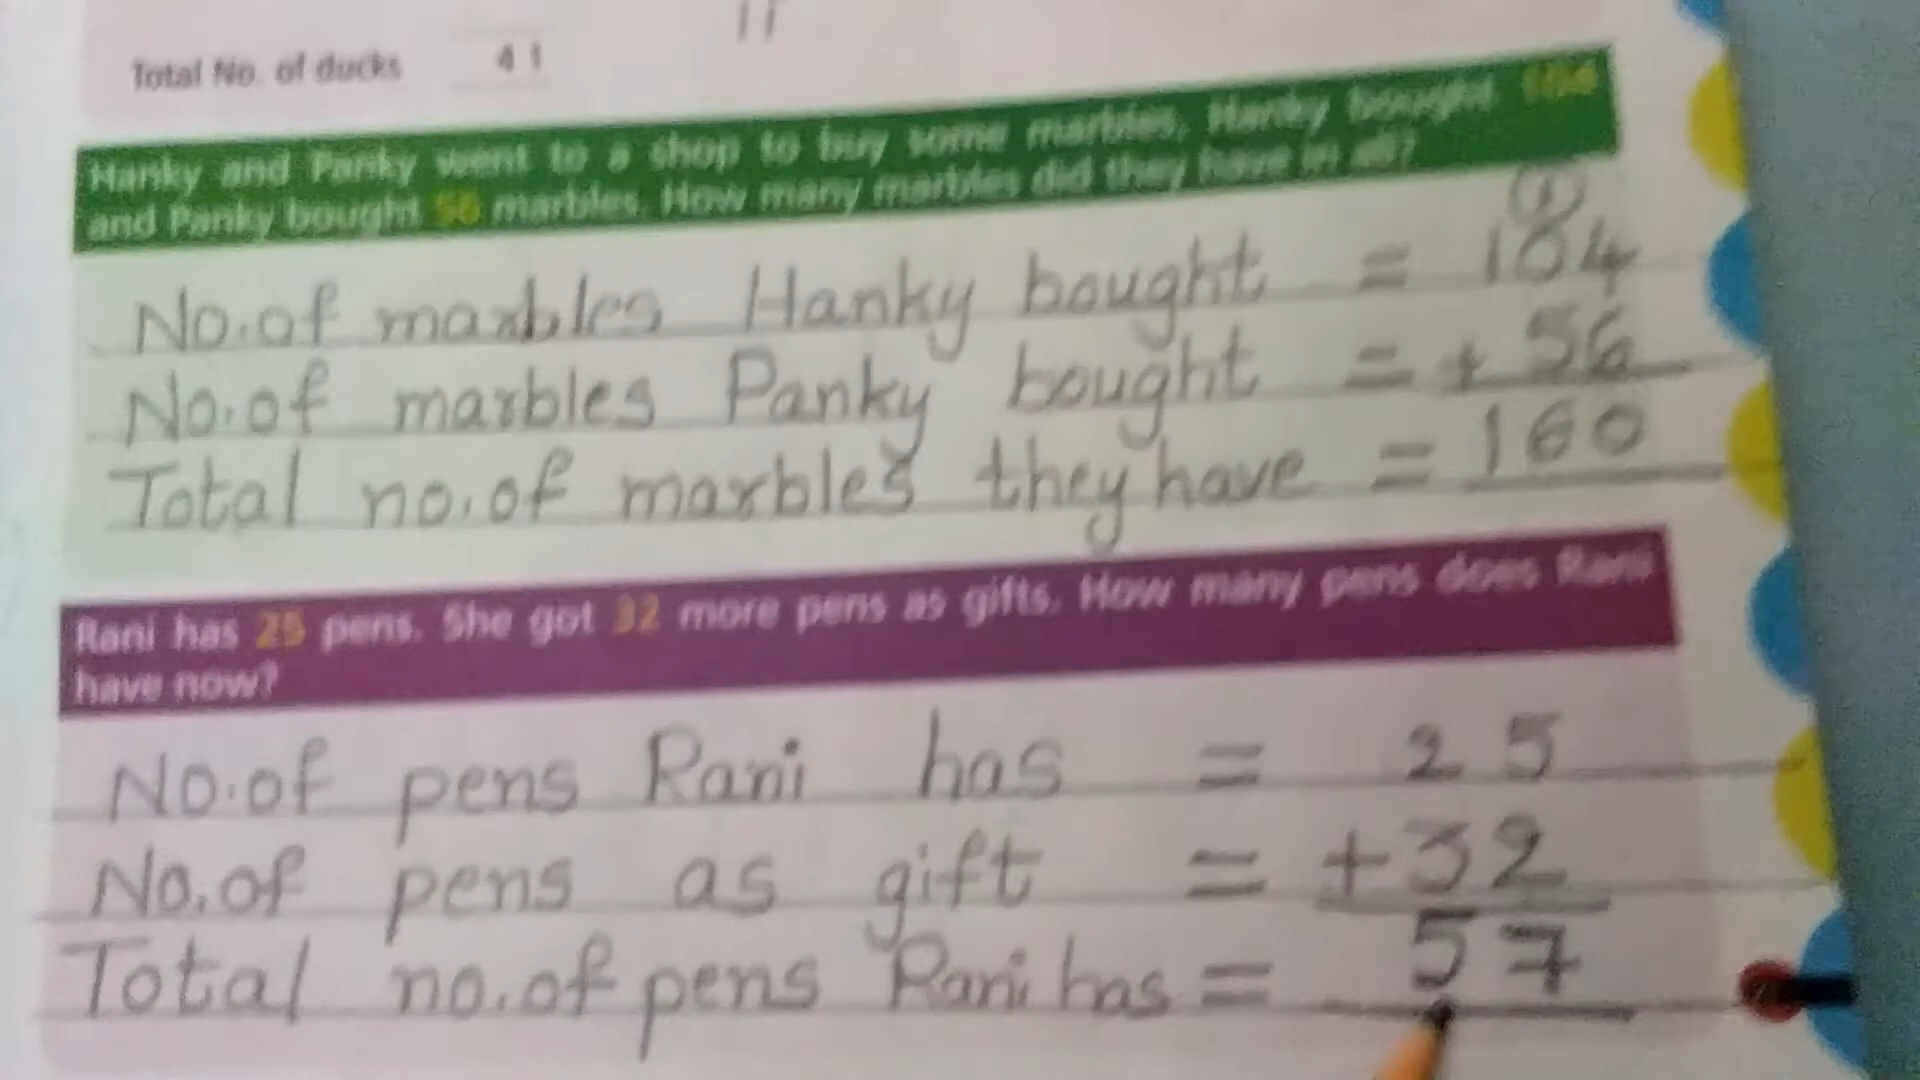 11
Total No. of ducks 41
Hanky and Panky went to a shop to buy some marbles. Hanky bought 104
and Panky bought 56 marbles. How many marbles did they have in all?
1
No. of marbles Hanky bought = 104
No. of marbles Panky bought = + 56
Total no. of marbles they have = 160
Rani has 25 pens. She got 32 more pens as gifts. How many pens does Rani
have now?
No. of pens Rani has = 25
No. of pens as gift = +32
Total no. of pens Rani has = 57